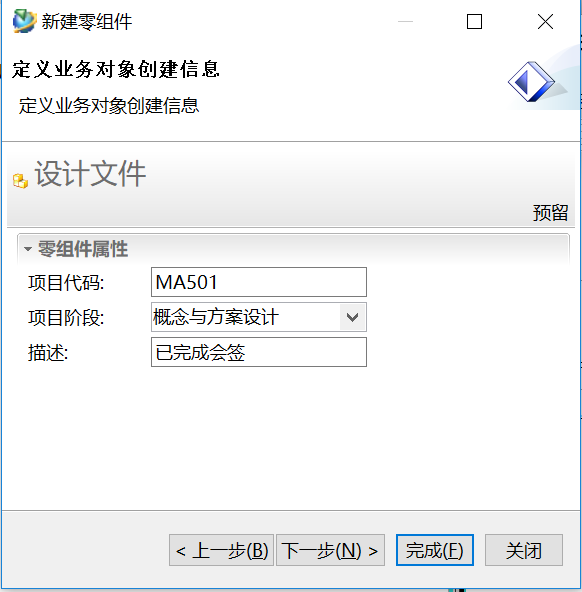 新建零组件
定义业务对象创建信息
定义业务对象创建信息
设计文件
预留
零组件属性
项目代码: MA501
项目阶段: 概念与方案设计
描述: 已完成会签
< 上一步(B) 下一步(N) > 完成(F) 关闭